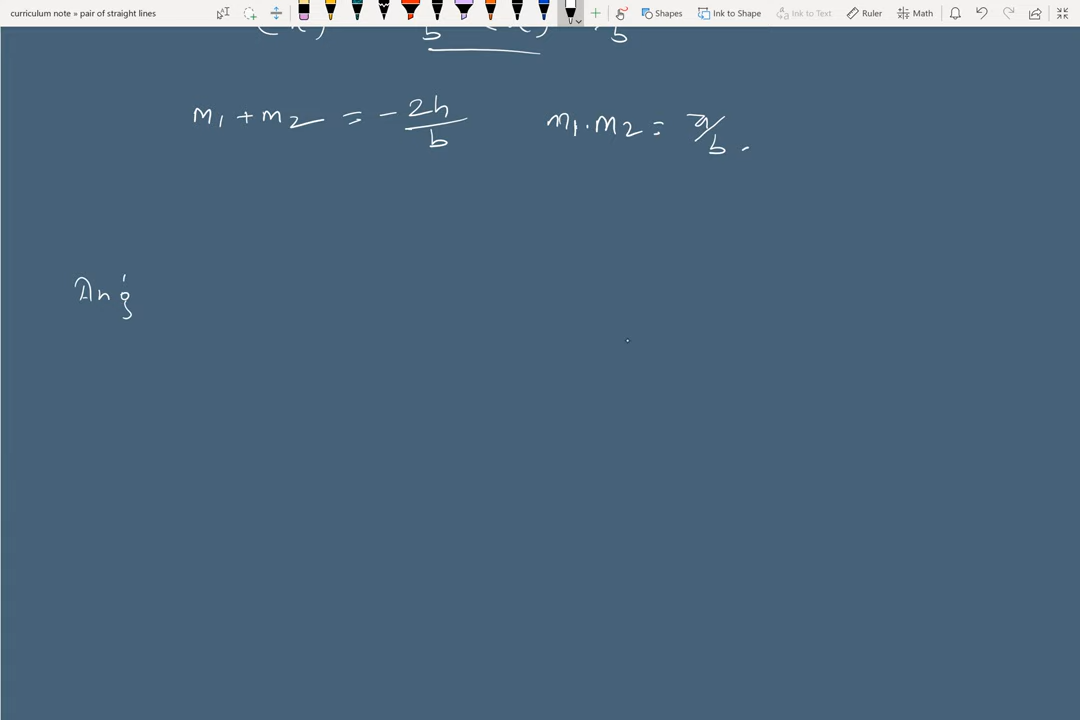 curriculum note » pair of straight lines
Shapes Ink to Shape Ink to Text Ruler Math
b b
m₁ + m₂ = - 2h/b m₁ . m₂ = a/b .
Ang